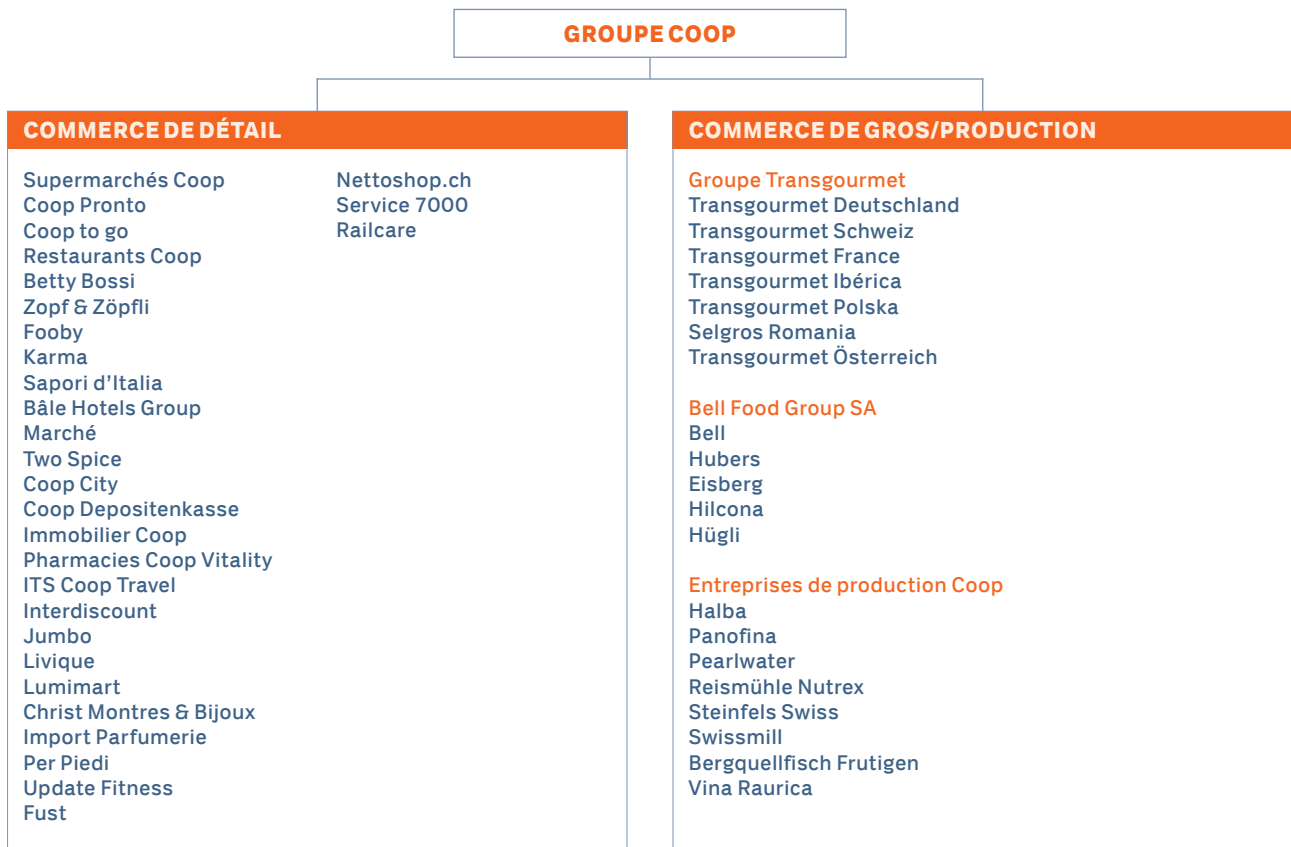 GROUPE COOP
COMMERCE DE DÉTAIL
Supermarchés Coop
Coop Pronto
Coop to go
Restaurants Coop
Betty Bossi
Zopf & Zöpfli
Fooby
Karma
Sapori d’Italia
Bâle Hotels Group
Marché
Two Spice
Coop City
Coop Depositenkasse
Immobilier Coop
Pharmacies Coop Vitality
ITS Coop Travel
Interdiscount
Jumbo
Livique
Lumimart
Christ Montres & Bijoux
Import Parfumerie
Per Piedi
Update Fitness
Fust
Nettoshop.ch
Service 7000
Railcare
COMMERCE DE GROS/PRODUCTION
Groupe Transgourmet
Transgourmet Deutschland
Transgourmet Schweiz
Transgourmet France
Transgourmet Ibérica
Transgourmet Polska
Selgros Romania
Transgourmet Österreich
Bell Food Group SA
Bell
Hubers
Eisberg
Hilcona
Hügli
Entreprises de production Coop
Halba
Panofina
Pearlwater
Reismühle Nutrex
Steinfels Swiss
Swissmill
Bergquellfisch Frutigen
Vina Raurica